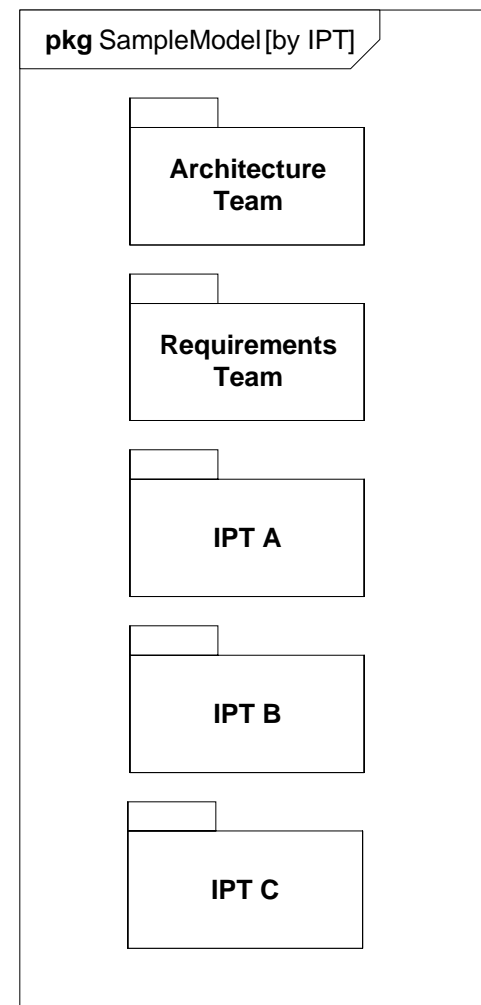 pkg SampleModel [by IPT]
Architecture
Team
Requirements
Team
IPT A
IPT B
IPT C